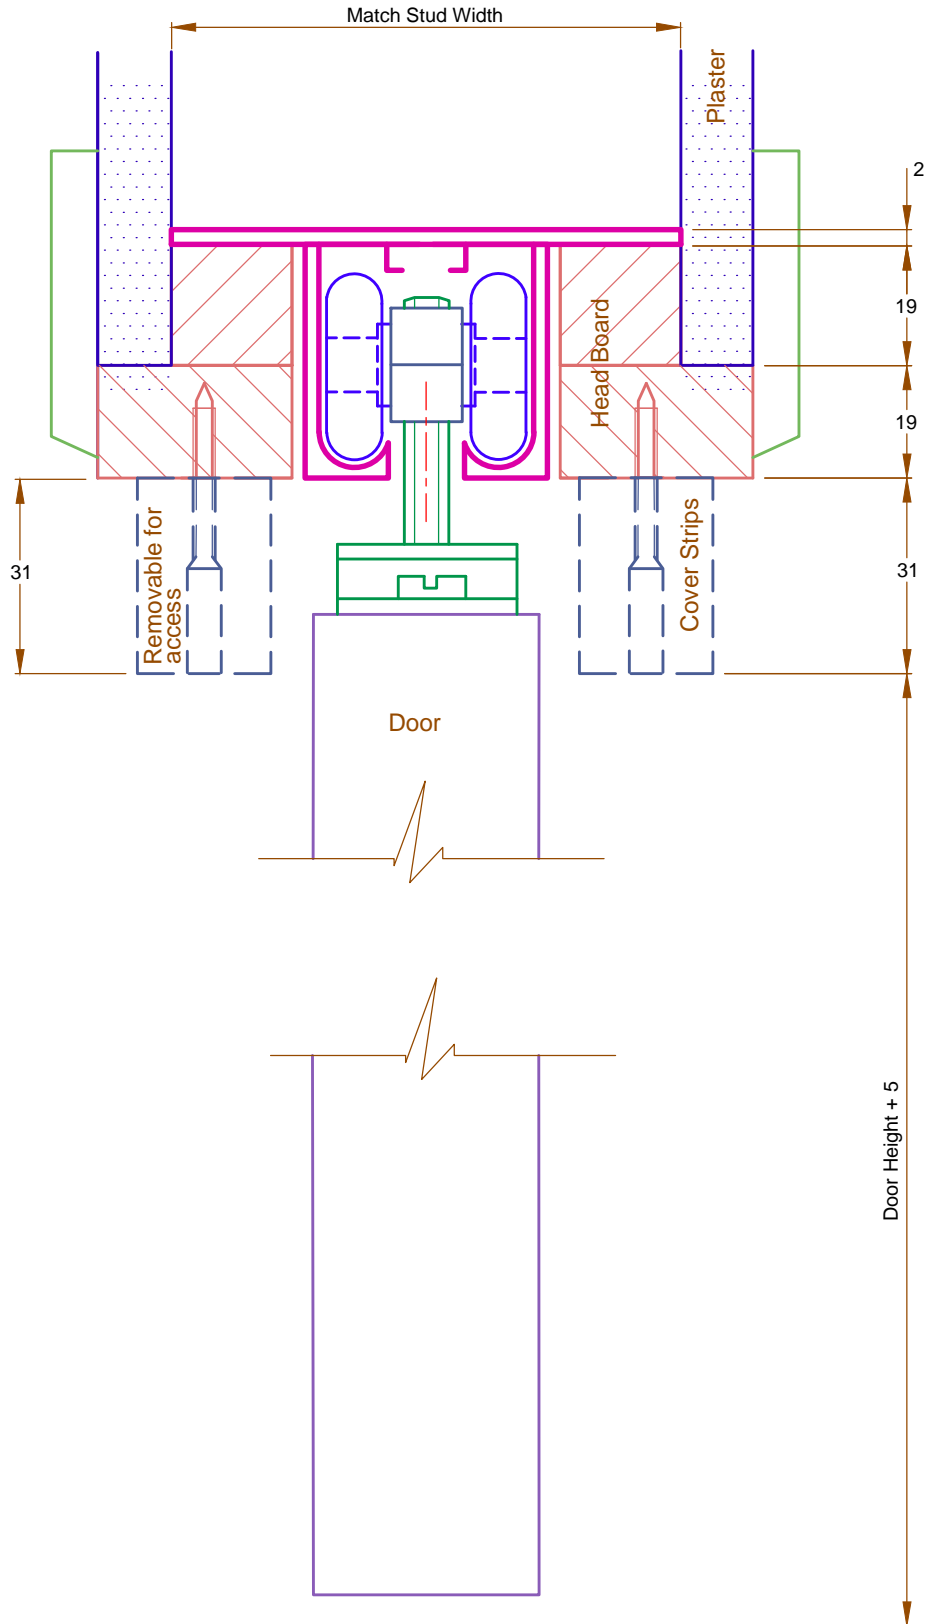 Match Stud Width
Plaster
2
19
Head Board
19
31
Removable for
access
Cover Strips
31
Door
Door Height + 5